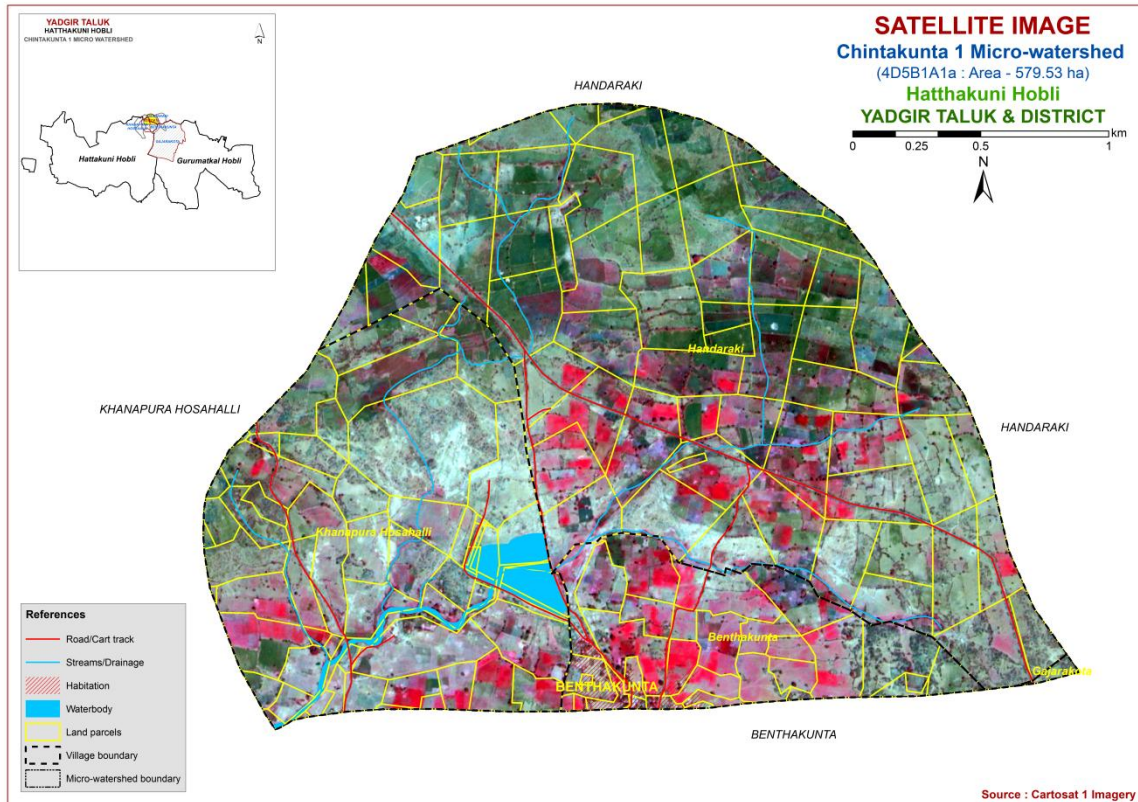 YADGIR TALUK
HATTHAKUNI HOBLI
CHINTAKUNTA 1 MICRO WATERSHED
N
Hattakuni Hobli
Gurumatkal Hobli
SATELLITE IMAGE
Chintakunta 1 Micro-watershed
(4D5B1A1a : Area - 579.53 ha)
Hatthakuni Hobli
YADGIR TALUK & DISTRICT
km
0 0.25 0.5 1
N
HANDARAKI
Handaraki
KHANAPURA HOSAHALLI
HANDARAKI
Khanapura Hosahalli
Benthakunta
Gujarakota
BENTHAKUNTA
BENTHAKUNTA
References
Road/Cart track
Streams/Drainage
Habitation
Waterbody
Land parcels
Village boundary
Micro-watershed boundary
Source : Cartosat 1 Imagery